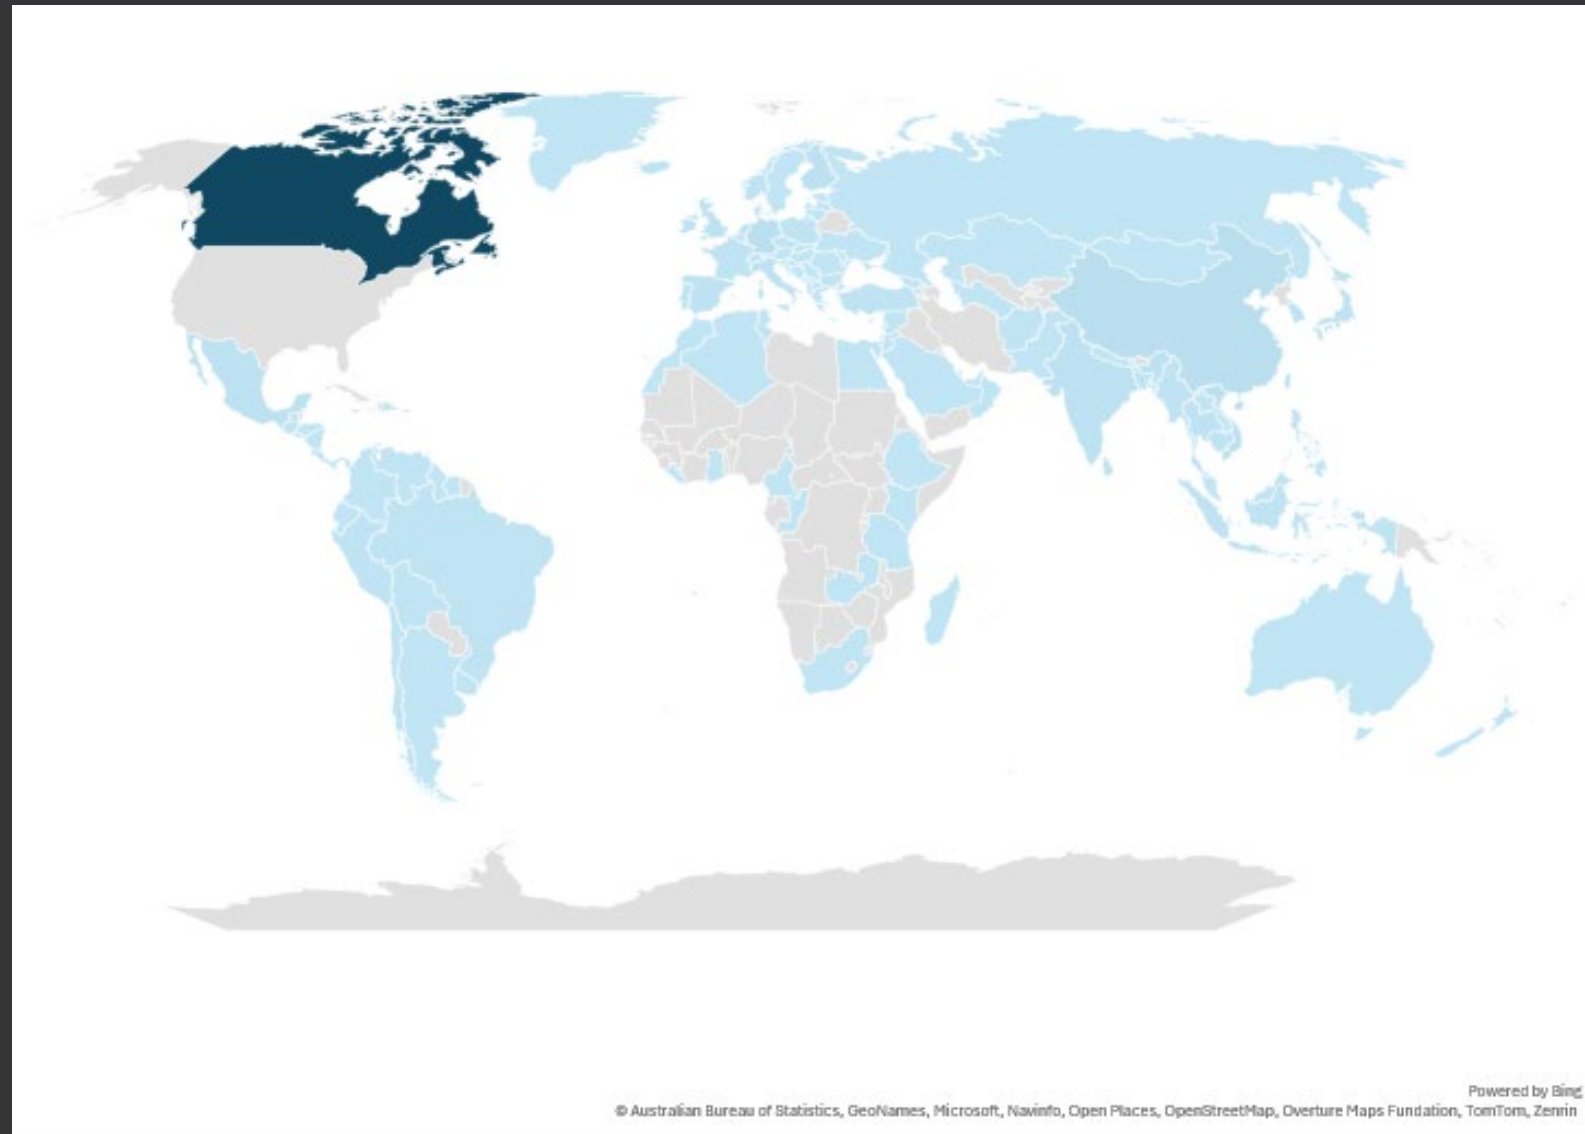 Powered by Bing
© Australian Bureau of Statistics, GeoNames, Microsoft, Navinfo, Open Places, OpenStreetMap, Overture Maps Fundation, TomTom, Zenrin